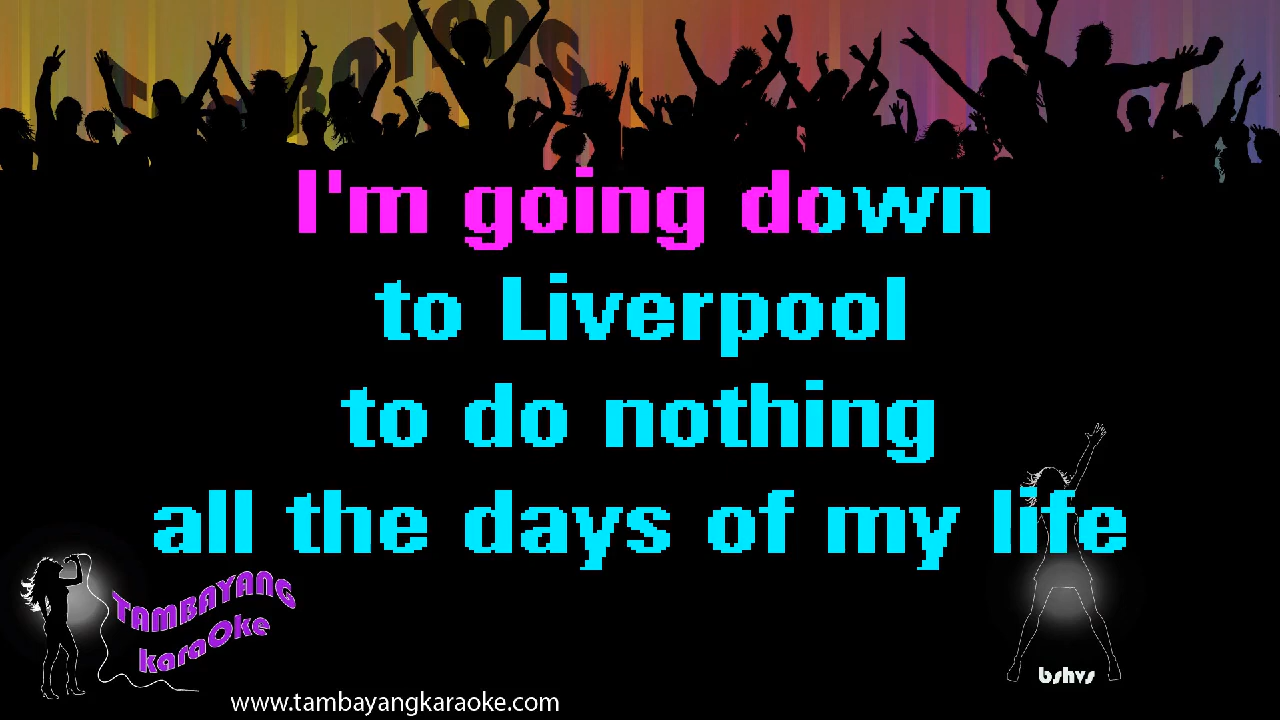 TAMBAYANG
I'm going down
to Liverpool
to do nothing
all the days of my life
TAMBAYANG
karaOke
bshvs
www.tambayangkaraoke.com